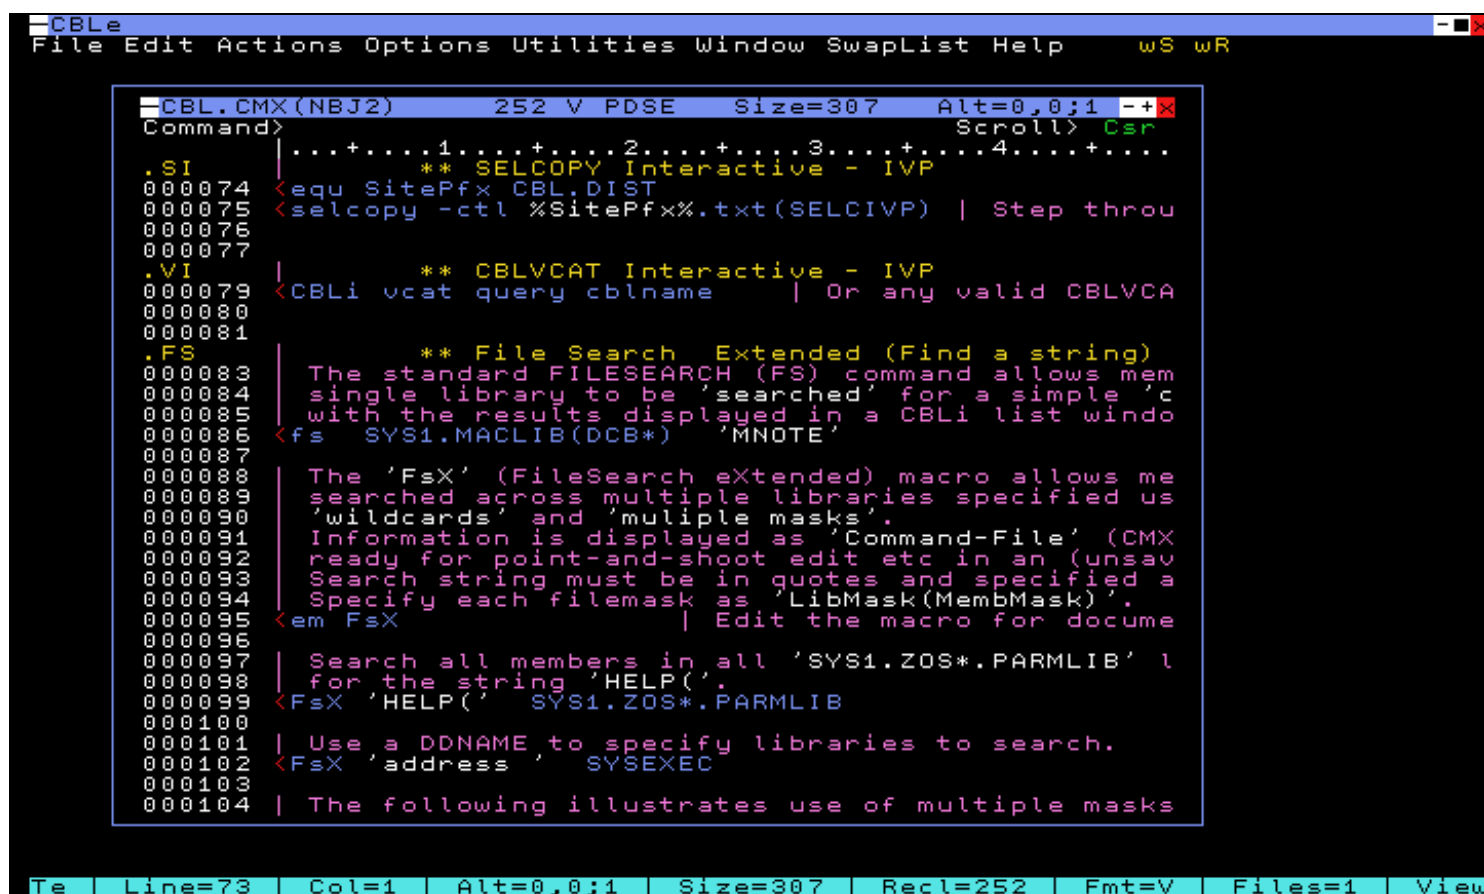 CBLe
File Edit Actions Options Utilities Window SwapList Help wS wR
CBL.CMX(NBJ2) 252 V PDSE Size=307 Alt=0,0;1
Command> Scroll> Csr
|...+....1....+....2....+....3....+....4....+....
.SI | ** SELCOPY Interactive - IVP
000074 <equ SitePfx CBL.DIST
000075 <selcopy -ctl %SitePfx%.txt(SELCIVP) | Step throu
000076
000077
.VI | ** CBLVCAT Interactive - IVP
000079 <CBLi vcat query cblname | Or any valid CBLVCA
000080
000081
.FS | ** File Search Extended (Find a string)
000083 | The standard FILESEARCH (FS) command allows mem
000084 | single library to be 'searched' for a simple 'c
000085 | with the results displayed in a CBLi list windo
000086 <fs SYS1.MACLIB(DCB*) 'MNOTE'
000087
000088 | The 'FsX' (FileSearch eXtended) macro allows me
000089 | searched across multiple libraries specified us
000090 | 'wildcards' and 'muliple masks'.
000091 | Information is displayed as 'Command-File' (CMX
000092 | ready for point-and-shoot edit etc in an (unsav
000093 | Search string must be in quotes and specified a
000094 | Specify each filemask as 'LibMask(MembMask)'.
000095 <em FsX | Edit the macro for docume
000096
000097 | Search all members in all 'SYS1.ZOS*.PARMLIB' l
000098 | for the string 'HELP('.
000099 <FsX 'HELP(' SYS1.ZOS*.PARMLIB
000100
000101 | Use a DDNAME to specify libraries to search.
000102 <FsX 'address ' SYSEXEC
000103
000104 | The following illustrates use of multiple masks
Te | Line=73 | Col=1 | Alt=0,0;1 | Size=307 | Recl=252 | Fmt=V | Files=1 | View